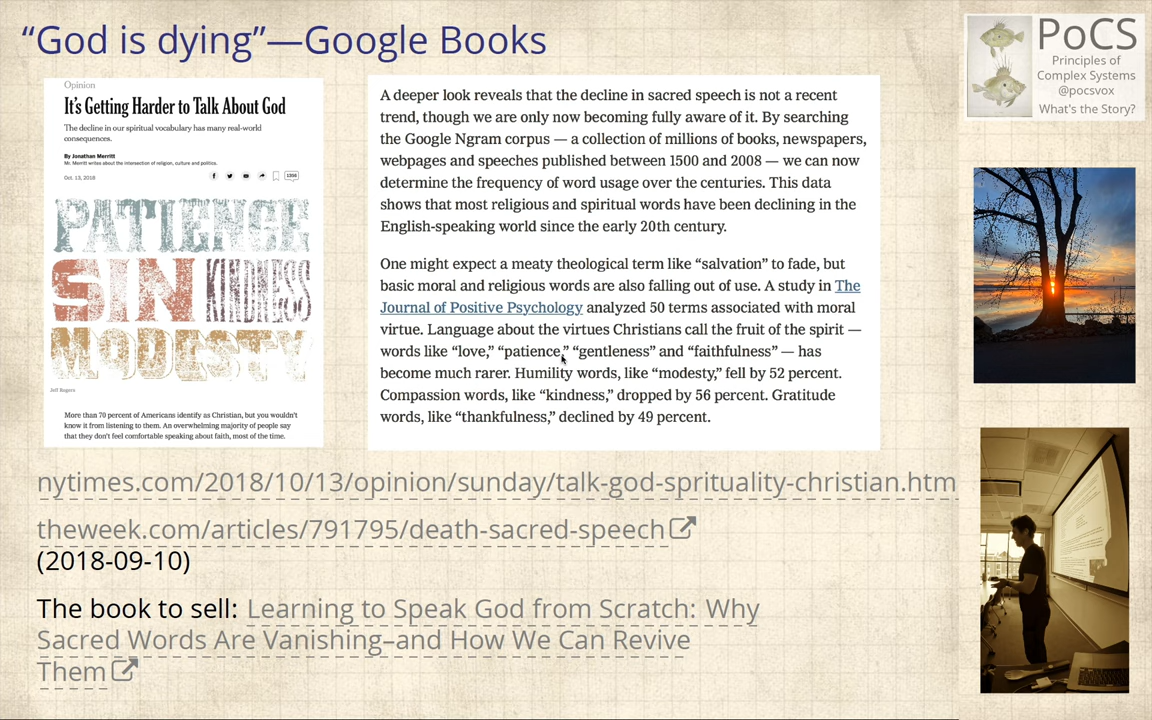 “God is dying”—Google Books
Opinion
It's Getting Harder to Talk About God
The decline in our spiritual vocabulary has many real-world
consequences.
By Jonathan Merritt
Mr. Merritt writes about the intersection of religion, culture and politics.
Oct. 13, 2018
1306
PATIENCE
SIN KINDNESS
MODESTY
Jeff Rogers
More than 70 percent of Americans identify as Christian, but you wouldn't
know it from listening to them. An overwhelming majority of people say
that they don't feel comfortable speaking about faith, most of the time.
A deeper look reveals that the decline in sacred speech is not a recent
trend, though we are only now becoming fully aware of it. By searching
the Google Ngram corpus — a collection of millions of books, newspapers,
webpages and speeches published between 1500 and 2008 — we can now
determine the frequency of word usage over the centuries. This data
shows that most religious and spiritual words have been declining in the
English-speaking world since the early 20th century.
One might expect a meaty theological term like “salvation” to fade, but
basic moral and religious words are also falling out of use. A study in The
Journal of Positive Psychology analyzed 50 terms associated with moral
virtue. Language about the virtues Christians call the fruit of the spirit —
words like “love,” “patience,” “gentleness” and “faithfulness” — has
become much rarer. Humility words, like “modesty,” fell by 52 percent.
Compassion words, like “kindness,” dropped by 56 percent. Gratitude
words, like “thankfulness,” declined by 49 percent.
nytimes.com/2018/10/13/opinion/sunday/talk-god-sprituality-christian.htm
theweek.com/articles/791795/death-sacred-speech
(2018-09-10)
The book to sell: Learning to Speak God from Scratch: Why
Sacred Words Are Vanishing–and How We Can Revive
Them
PoCS
Principles of
Complex Systems
@pocsvox
What's the Story?